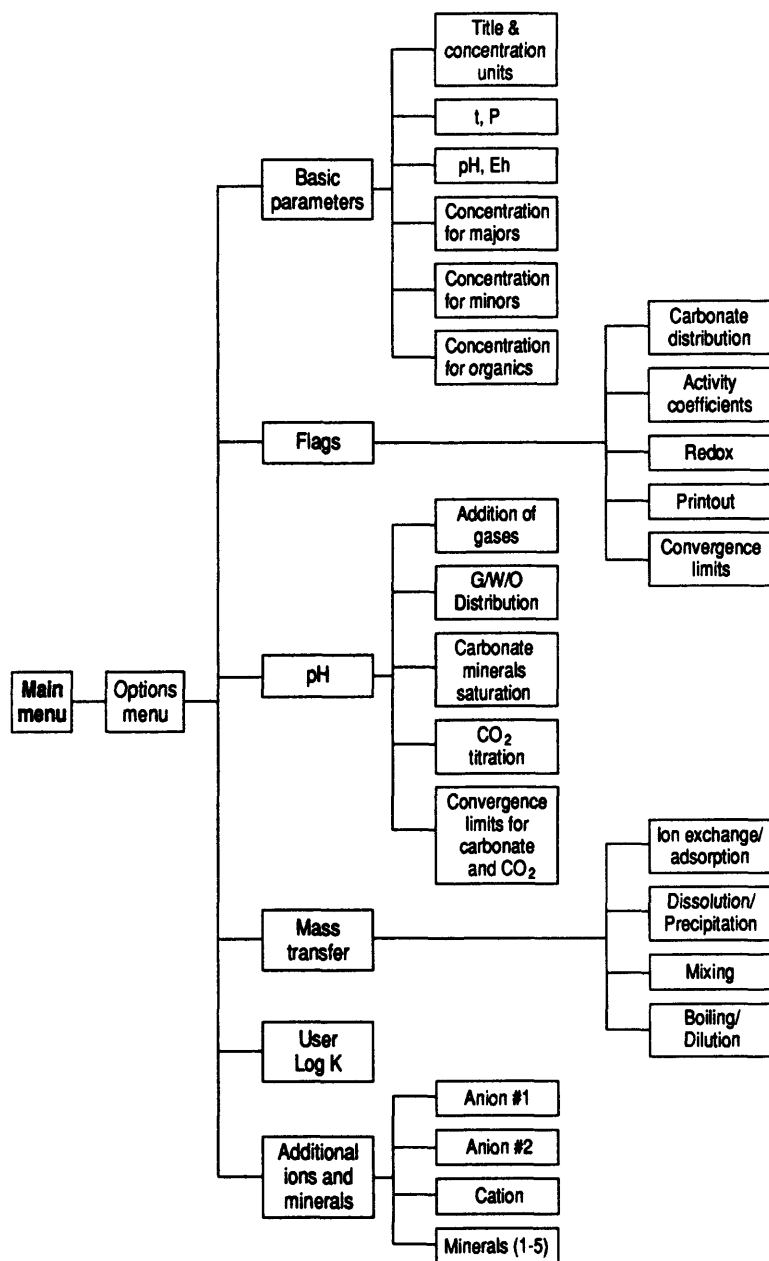 Main
menu
Options
menu
Basic
parameters
Title &
concentration
units
t, P
pH, Eh
Concentration
for majors
Concentration
for minors
Concentration
for organics
Flags
Carbonate
distribution
Activity
coefficients
Redox
Printout
Convergence
limits
pH
Addition of
gases
G/W/O
Distribution
Carbonate
minerals
saturation
CO₂
titration
Convergence
limits for
carbonate
and CO₂
Mass
transfer
Ion exchange/
adsorption
Dissolution/
Precipitation
Mixing
Boiling/
Dilution
User
Log K
Additional
ions and
minerals
Anion #1
Anion #2
Cation
Minerals (1-5)